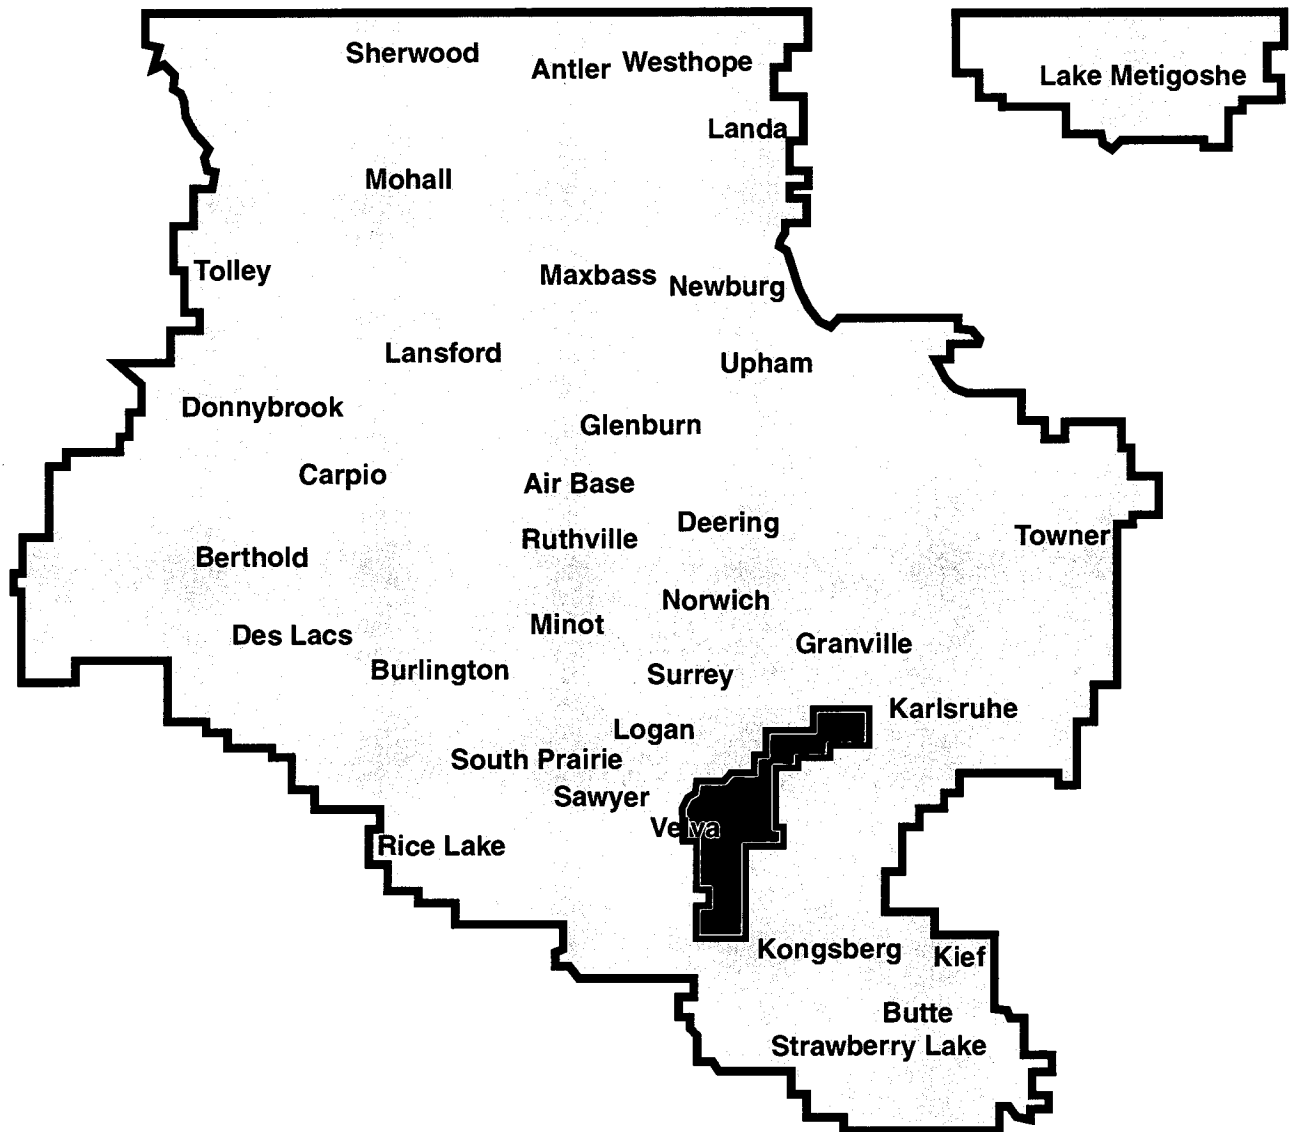 Sherwood
Antler
Westhope
Lake Metigoshe
Landa
Mohall
Tolley
Maxbass
Newburg
Lansford
Upham
Donnybrook
Glenburn
Carpio
Air Base
Deering
Ruthville
Towner
Berthold
Norwich
Minot
Des Lacs
Granville
Burlington
Surrey
Karlsruhe
Logan
South Prairie
Sawyer
Velva
Rice Lake
Kongsberg
Kief
Butte
Strawberry Lake